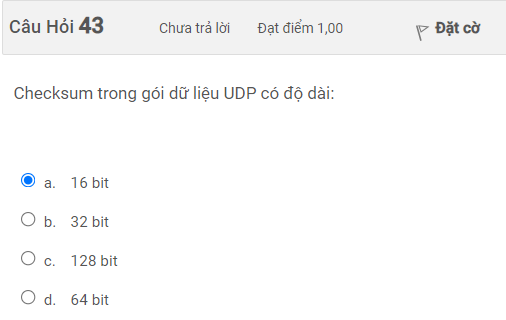 Câu Hỏi 43 Chưa trả lời Đạt điểm 1,00 Đặt cờ
Checksum trong gói dữ liệu UDP có độ dài:
a. 16 bit
b. 32 bit
c. 128 bit
d. 64 bit